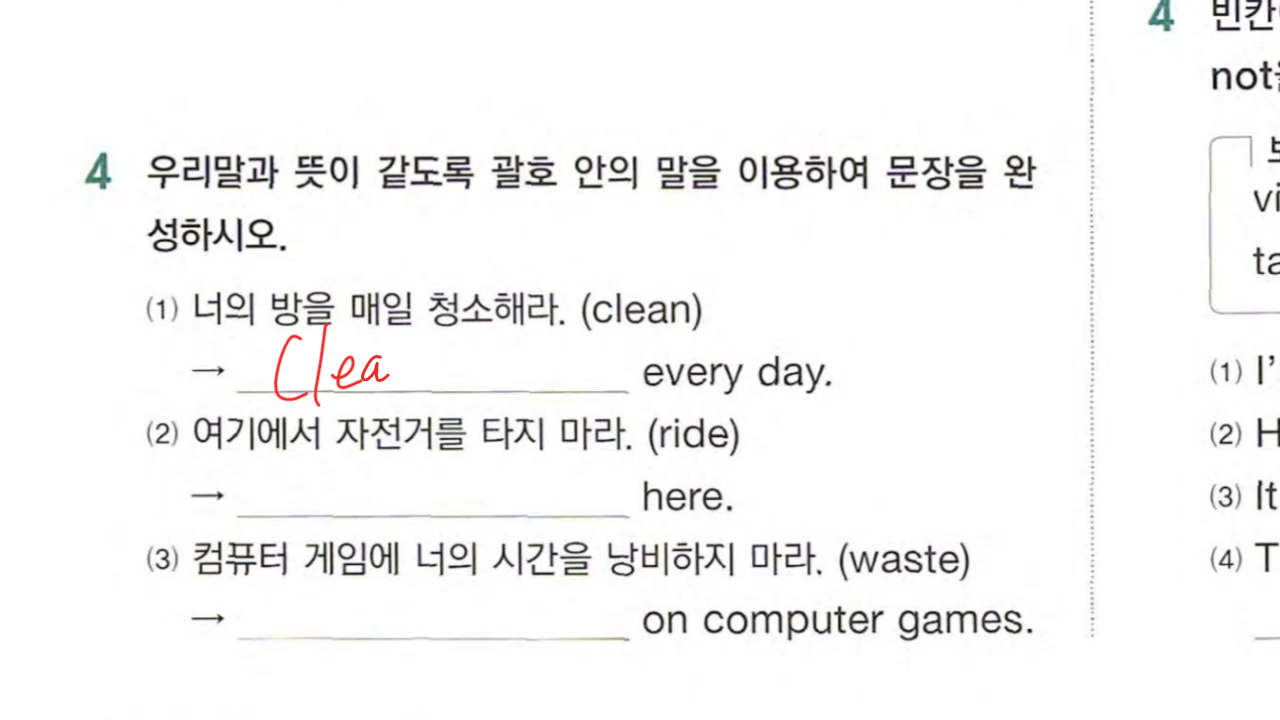 4 우리말과 뜻이 같도록 괄호 안의 말을 이용하여 문장을 완
성하시오.
(1) 너의 방을 매일 청소해라. (clean)
→ Clea every day.
(2) 여기에서 자전거를 타지 마라. (ride)
→ here.
(3) 컴퓨터 게임에 너의 시간을 낭비하지 마라. (waste)
→ on computer games.
4
not
(1) I'
(2) H
(3) It
(4) T